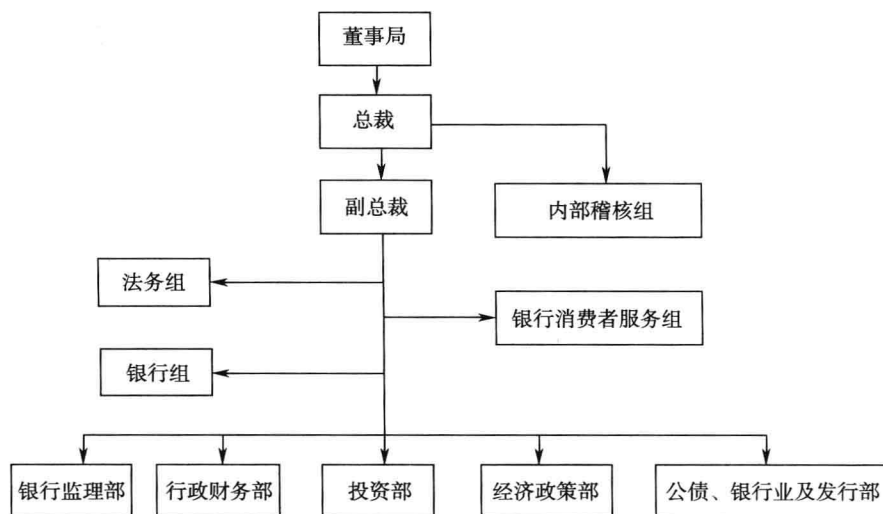 董事局
总裁
副总裁
内部稽核组
法务组
银行消费者服务组
银行组
银行监理部
行政财务部
投资部
经济政策部
公债、银行业及发行部